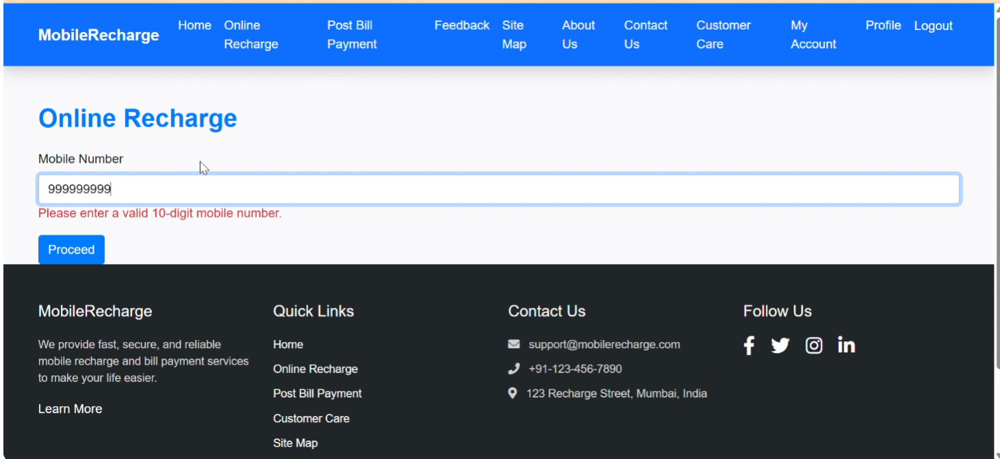 MobileRecharge
Home
Online
Recharge
Post Bill
Payment
Feedback
Site
Map
About
Us
Contact
Us
Customer
Care
My
Account
Profile
Logout
Online Recharge
Mobile Number
999999999
Please enter a valid 10-digit mobile number.
Proceed
MobileRecharge
We provide fast, secure, and reliable
mobile recharge and bill payment services
to make your life easier.
Learn More
Quick Links
Home
Online Recharge
Post Bill Payment
Customer Care
Site Map
Contact Us
support@mobilerecharge.com
+91-123-456-7890
123 Recharge Street, Mumbai, India
Follow Us